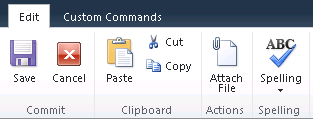 Edit Custom Commands
Save Cancel Paste Cut Copy Attach File ABC Spelling
Commit Clipboard Actions Spelling